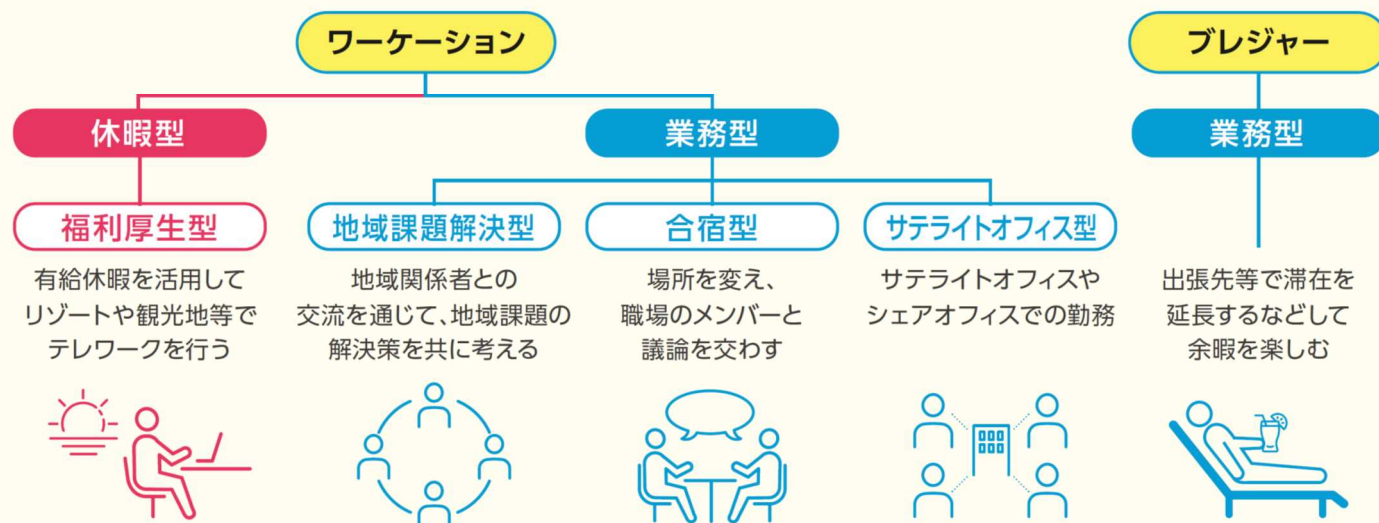 ワーケーション
ブレジャー
休暇型
業務型
業務型
福利厚生型
地域課題解決型
合宿型
サテライトオフィス型
有給休暇を活用して
リゾートや観光地等で
テレワークを行う
地域関係者との
交流を通じて、地域課題の
解決策を共に考える
場所を変え、
職場のメンバーと
議論を交わす
サテライトオフィスや
シェアオフィスでの勤務
出張先等で滞在を
延長するなどして
余暇を楽しむ